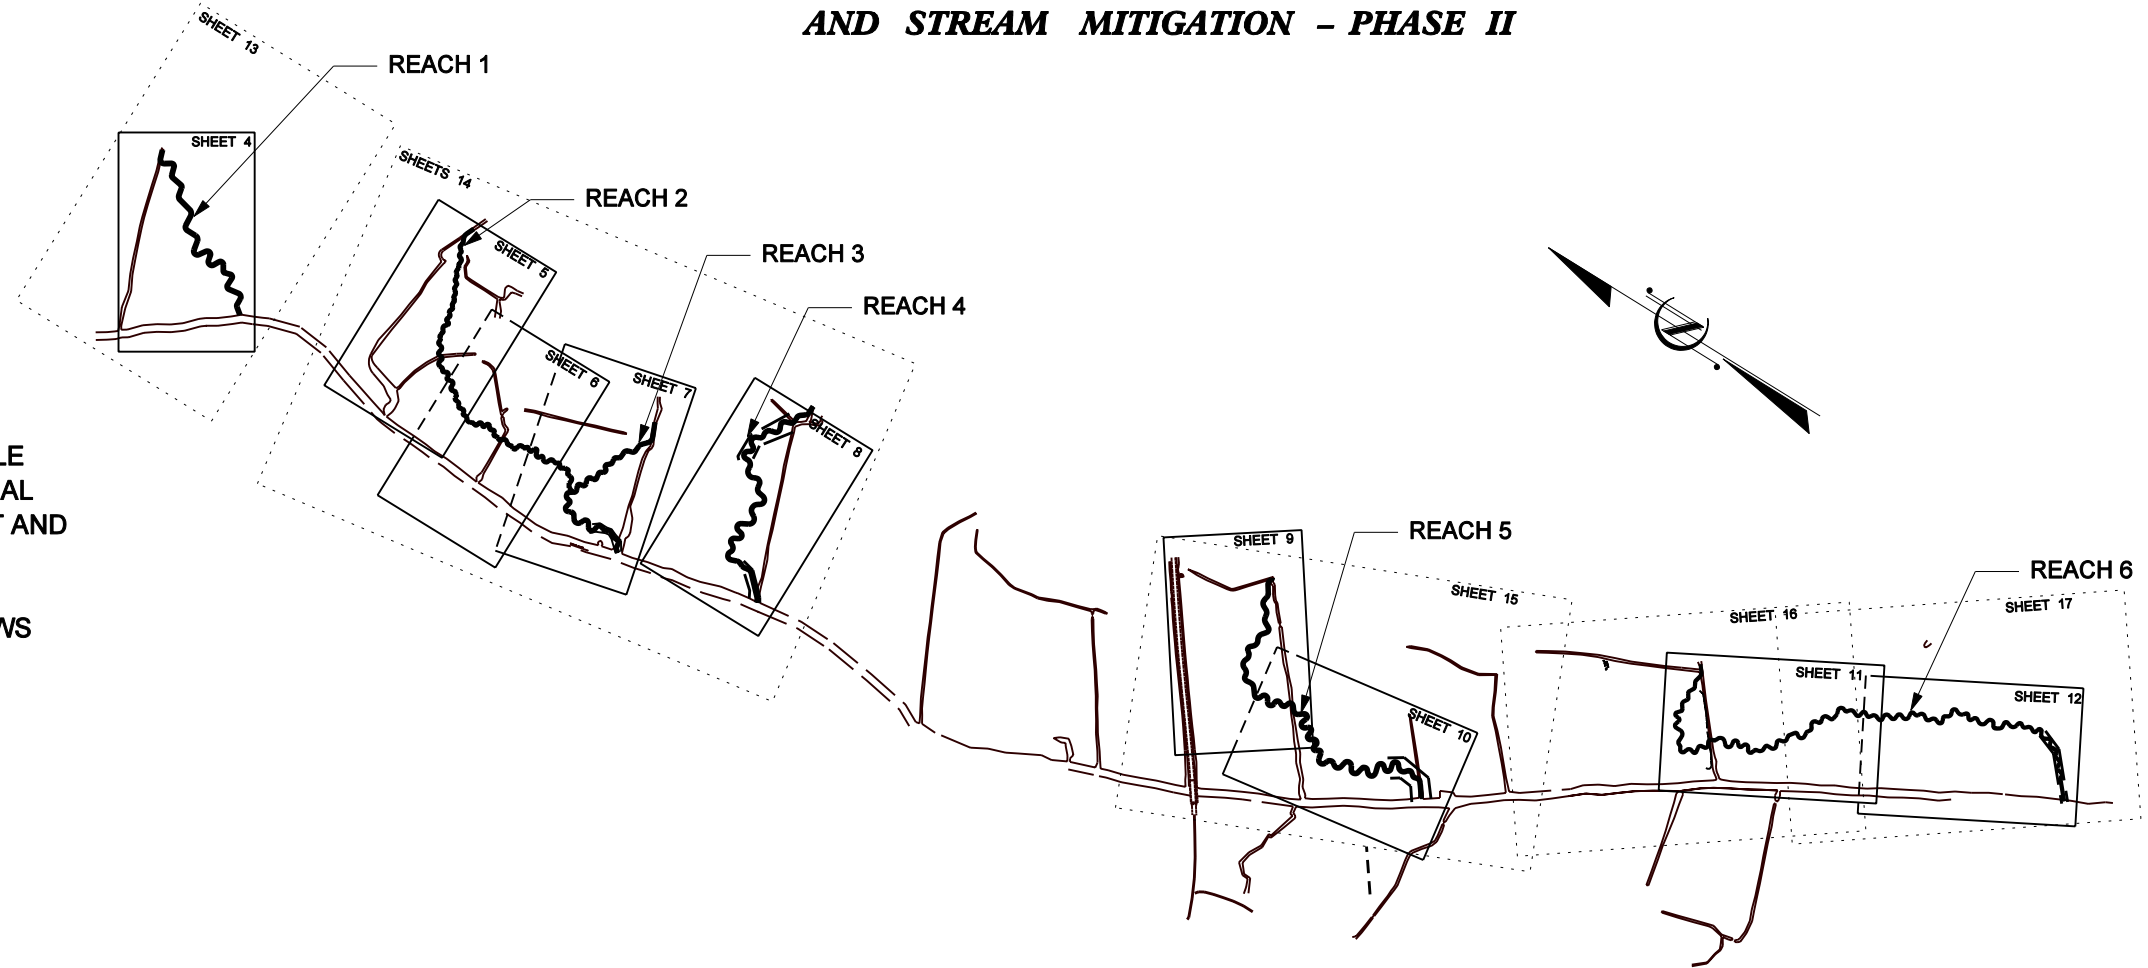 AND STREAM MITIGATION – PHASE II
SHEET 13
REACH 1
SHEET 4
SHEETS 14
REACH 2
SHEET 5
REACH 3
REACH 4
SHEET 6
SHEET 7
SHEET 8
LE
AL
T AND
WS
REACH 5
SHEET 9
SHEET 15
REACH 6
SHEET 16
SHEET 17
SHEET 11
SHEET 12
SHEET 10